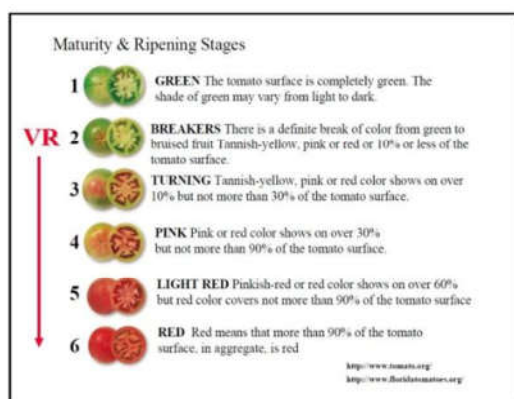 Maturity & Ripening Stages
1 GREEN The tomato surface is completely green. The
shade of green may vary from light to dark.
VR
2 BREAKERS There is a definite break of color from green to
bruised fruit Tannish-yellow, pink or red or 10% or less of the
tomato surface.
3 TURNING Tannish-yellow, pink or red color shows on over
10% but not more than 30% of the tomato surface.
4 PINK Pink or red color shows on over 30%
but not more than 90% of the tomato surface.
5 LIGHT RED Pinkish-red or red color shows on over 60%
but red color covers not more than 90% of the tomato surface
6 RED Red means that more than 90% of the tomato
surface, in aggregate, is red
http://www.tomato.org/
http://www.floridatomatoes.org/